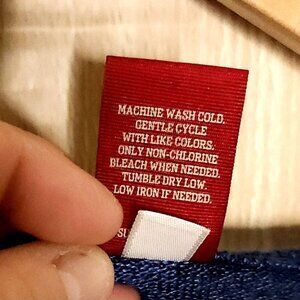 MACHINE WASH COLD.
GENTLE CYCLE
WITH LIKE COLORS.
ONLY NON-CHLORINE
BLEACH WHEN NEEDED.
TUMBLE DRY LOW.
LOW IRON IF NEEDED.